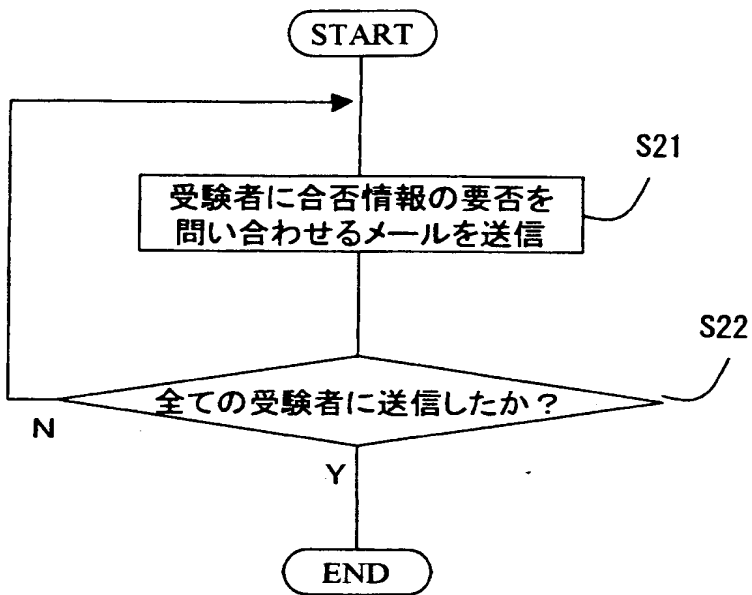 START
S21
受験者に合否情報の要否を
問い合わせるメールを送信
S22
全ての受験者に送信したか？
N
Y
END